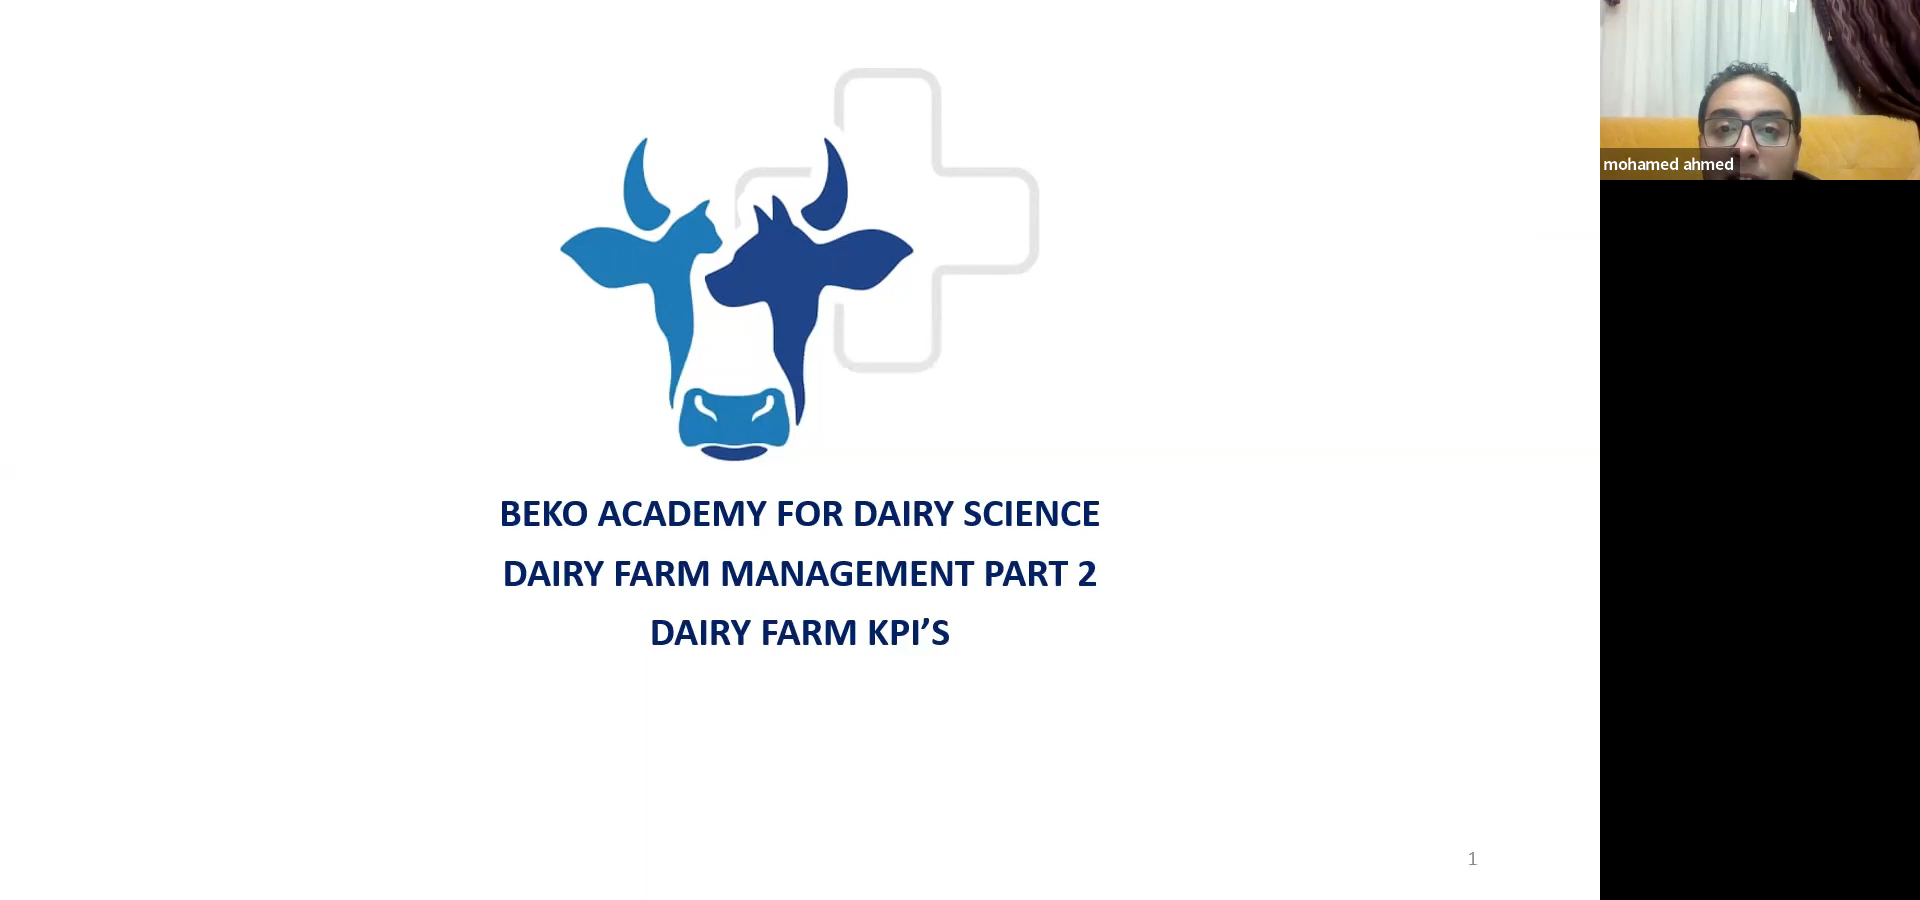 BEKO ACADEMY FOR DAIRY SCIENCE
DAIRY FARM MANAGEMENT PART 2
DAIRY FARM KPI’S
1
mohamed ahmed